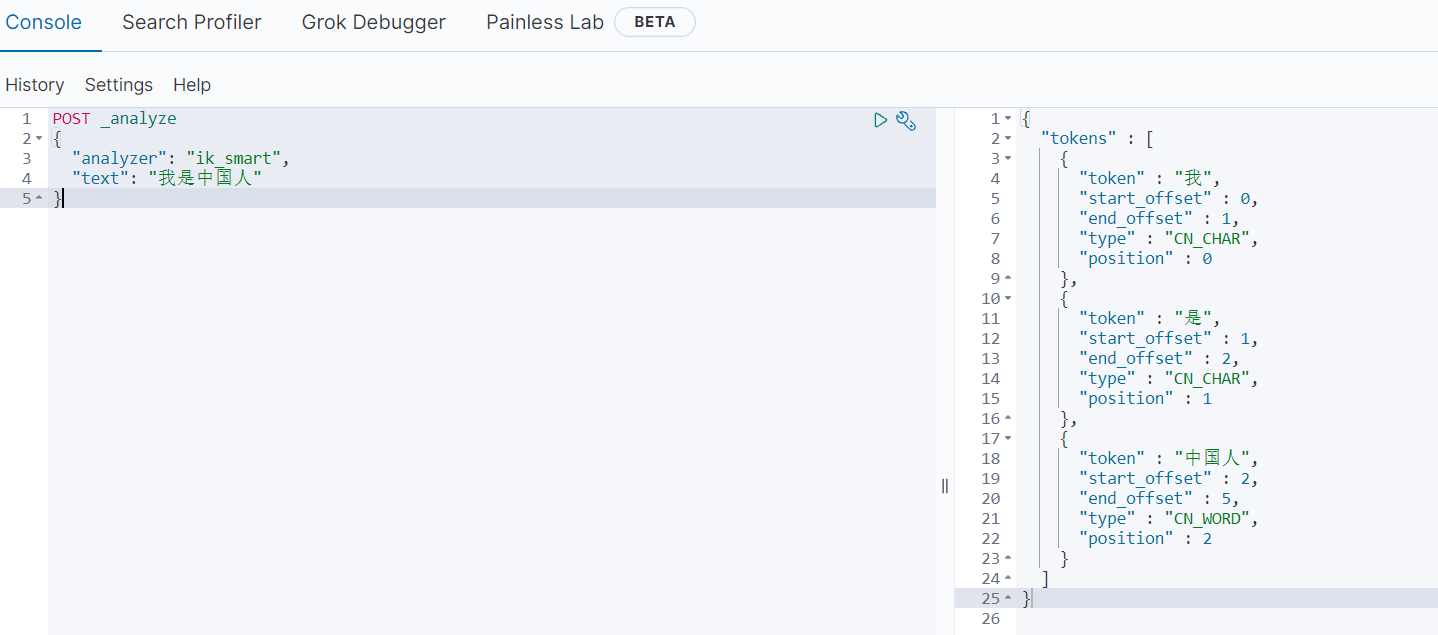 Console Search Profiler Grok Debugger Painless Lab BETA
History Settings Help
1 POST _analyze
2 {
3 "analyzer": "ik_smart",
4 "text": "我是中国人"
5 }
1 {
2 "tokens" : [
3 {
4 "token" : "我",
5 "start_offset" : 0,
6 "end_offset" : 1,
7 "type" : "CN_CHAR",
8 "position" : 0
9 },
10 {
11 "token" : "是",
12 "start_offset" : 1,
13 "end_offset" : 2,
14 "type" : "CN_CHAR",
15 "position" : 1
16 },
17 {
18 "token" : "中国人",
19 "start_offset" : 2,
20 "end_offset" : 5,
21 "type" : "CN_WORD",
22 "position" : 2
23 }
24 ]
25 }
26